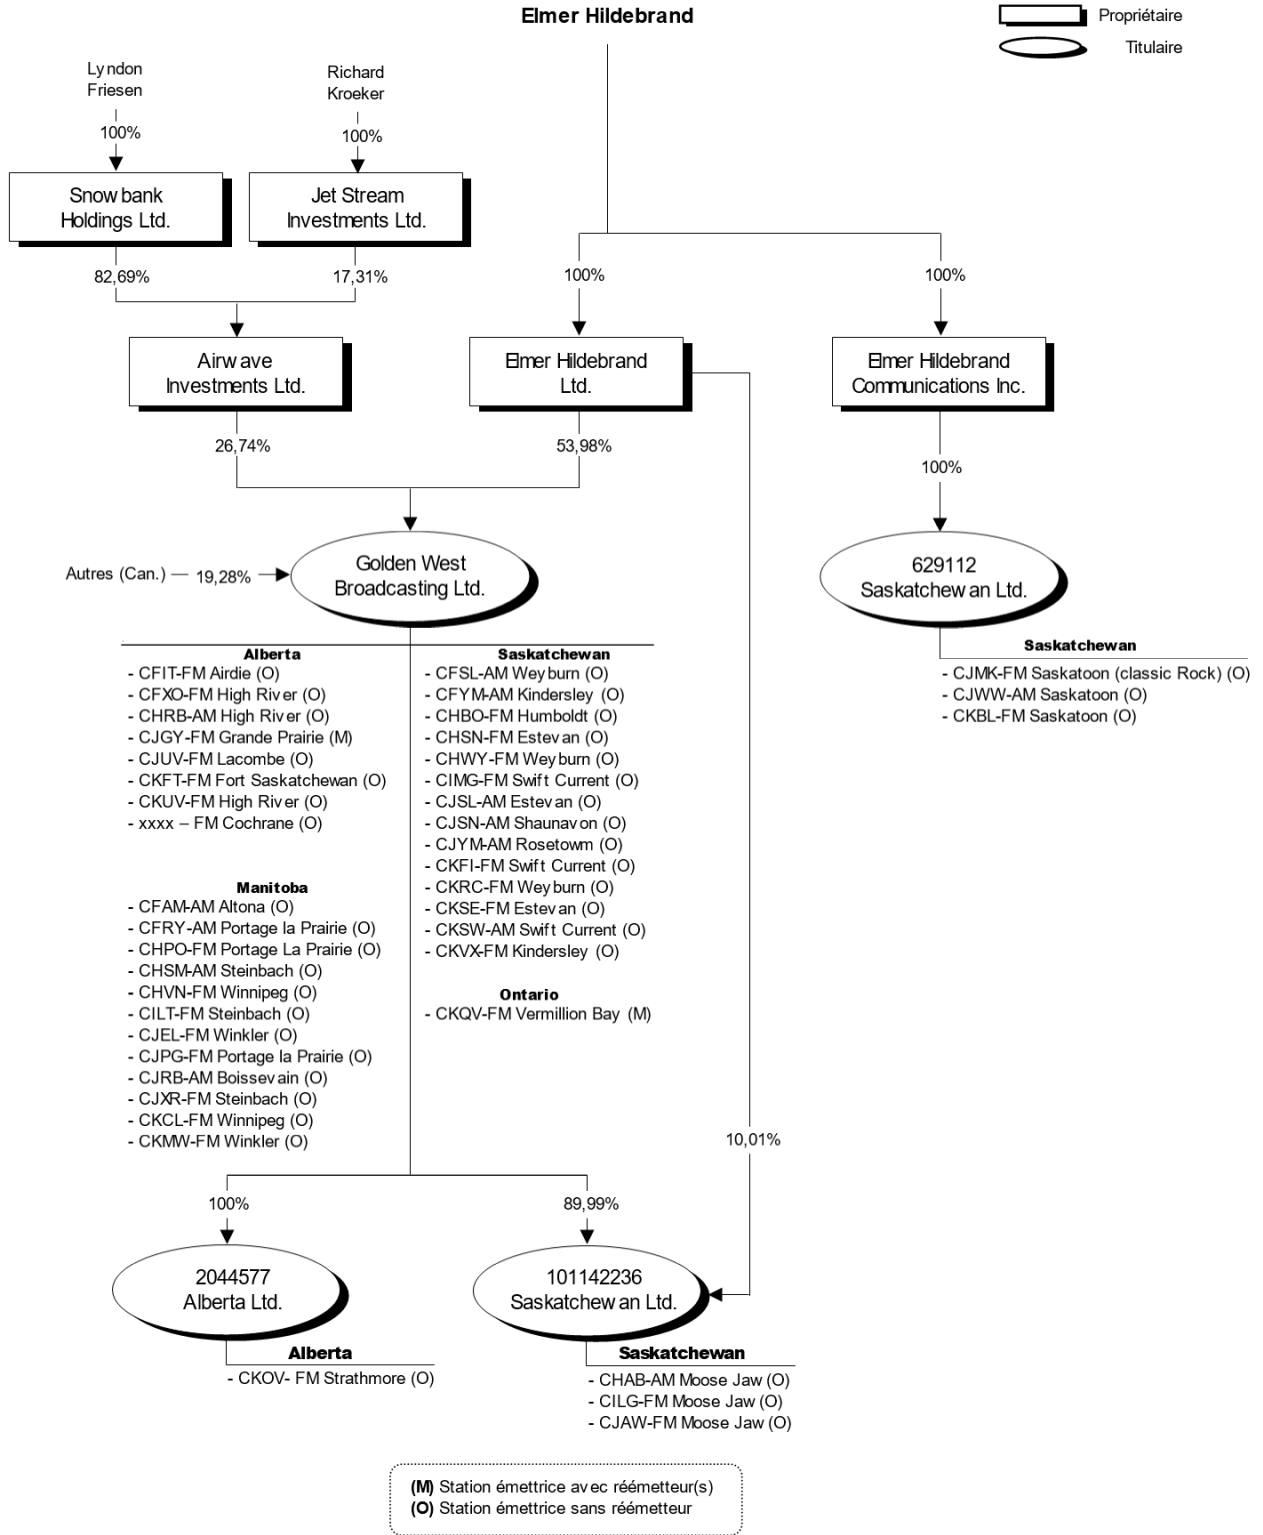 Elmer Hildebrand
Propriétaire
Titulaire
Lyndon
Friesen
100%
Richard
Kroeker
100%
Snowbank
Holdings Ltd.
Jet Stream
Investments Ltd.
82,69%
17,31%
100%
100%
Airwave
Investments Ltd.
Elmer Hildebrand
Ltd.
Elmer Hildebrand
Communications Inc.
26,74%
53,98%
100%
Autres (Can.) — 19,28%
Golden West
Broadcasting Ltd.
629112
Saskatchewan Ltd.
Alberta
- CFIT-FM Airdie (O)
- CFXO-FM High River (O)
- CHRB-AM High River (O)
- CJGY-FM Grande Prairie (M)
- CJUV-FM Lacombe (O)
- CKFT-FM Fort Saskatchewan (O)
- CKUV-FM High River (O)
- xxxx – FM Cochrane (O)
Manitoba
- CFAM-AM Altona (O)
- CFRY-AM Portage la Prairie (O)
- CHPO-FM Portage La Prairie (O)
- CHSM-AM Steinbach (O)
- CHVN-FM Winnipeg (O)
- CILT-FM Steinbach (O)
- CJEL-FM Winkler (O)
- CJPG-FM Portage la Prairie (O)
- CJRB-AM Boissevain (O)
- CJXR-FM Steinbach (O)
- CKCL-FM Winnipeg (O)
- CKMW-FM Winkler (O)
Saskatchewan
- CFSL-AM Weyburn (O)
- CFYM-AM Kindersley (O)
- CHBO-FM Humboldt (O)
- CHSN-FM Estevan (O)
- CHWY-FM Weyburn (O)
- CIMG-FM Swift Current (O)
- CJSL-AM Estevan (O)
- CJSN-AM Shaunavon (O)
- CJYM-AM Rosetowm (O)
- CKFI-FM Swift Current (O)
- CKRC-FM Weyburn (O)
- CKSE-FM Estevan (O)
- CKSW-AM Swift Current (O)
- CKVX-FM Kindersley (O)
Ontario
- CKQV-FM Vermillion Bay (M)
Saskatchewan
- CJMK-FM Saskatoon (classic Rock) (O)
- CJWW-AM Saskatoon (O)
- CKBL-FM Saskatoon (O)
10,01%
100%
89,99%
2044577
Alberta Ltd.
101142236
Saskatchewan Ltd.
Alberta
- CKOV- FM Strathmore (O)
Saskatchewan
- CHAB-AM Moose Jaw (O)
- CILG-FM Moose Jaw (O)
- CJAW-FM Moose Jaw (O)
(M) Station émettrice avec réémetteur(s)
(O) Station émettrice sans réémetteur